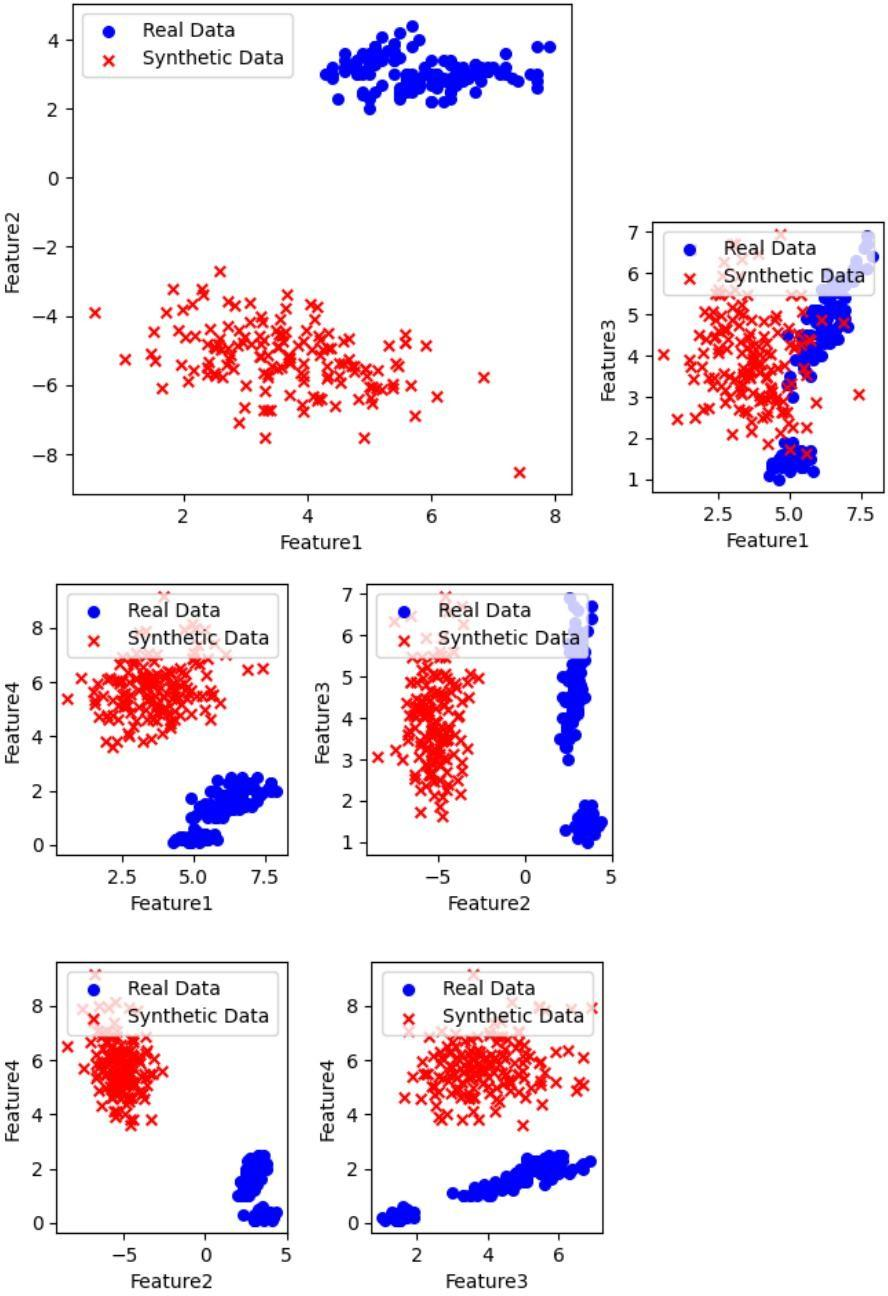 Real Data
Synthetic Data
4
2
0
−2
−4
−6
−8
Feature2
2
4
6
8
Feature1
Real Data
Synthetic Data
7
6
5
4
3
2
1
Feature3
2.5
5.0
7.5
Feature1
Real Data
Synthetic Data
8
6
4
2
0
Feature4
2.5
5.0
7.5
Feature1
Real Data
Synthetic Data
7
6
5
4
3
2
1
Feature3
−5
0
5
Feature2
Real Data
Synthetic Data
8
6
4
2
0
Feature4
−5
0
5
Feature2
Real Data
Synthetic Data
8
6
4
2
0
Feature4
2
4
6
Feature3